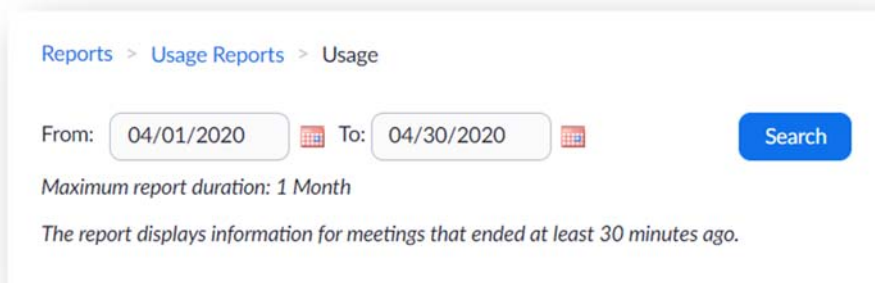 Reports > Usage Reports > Usage
From: 04/01/2020 To: 04/30/2020 Search
Maximum report duration: 1 Month
The report displays information for meetings that ended at least 30 minutes ago.